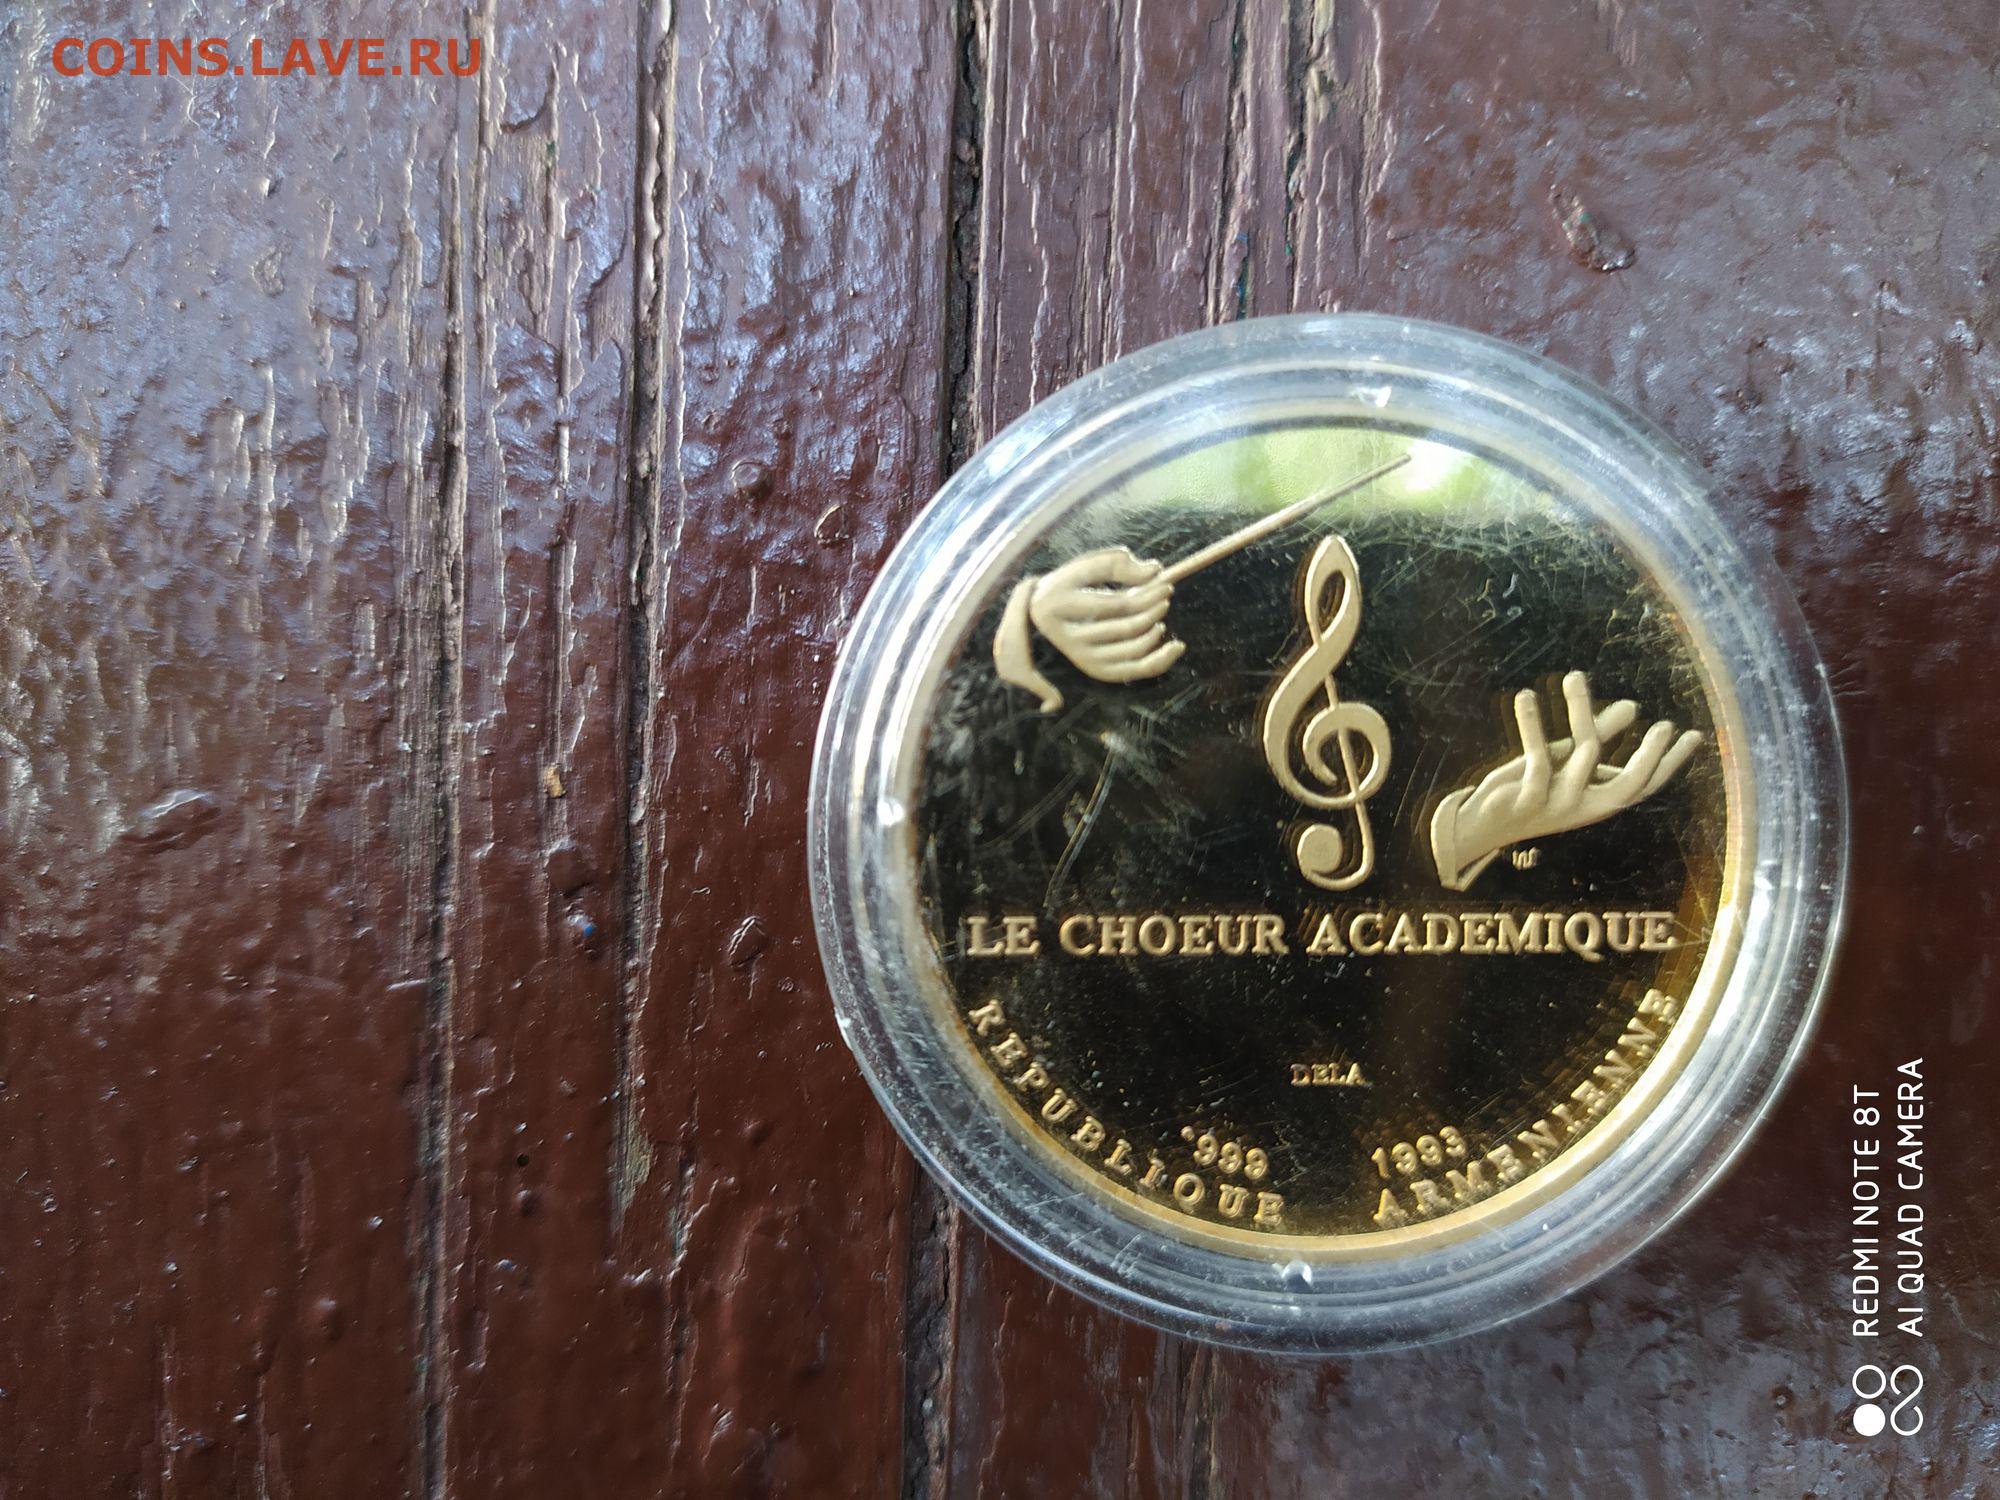 COINS.LAVE.RU
LE CHOEUR ACADEMIQUE
DE LA
REPUBLIQUE ARMENIENNE
999 1993
REDMI NOTE 8T
AI QUAD CAMERA